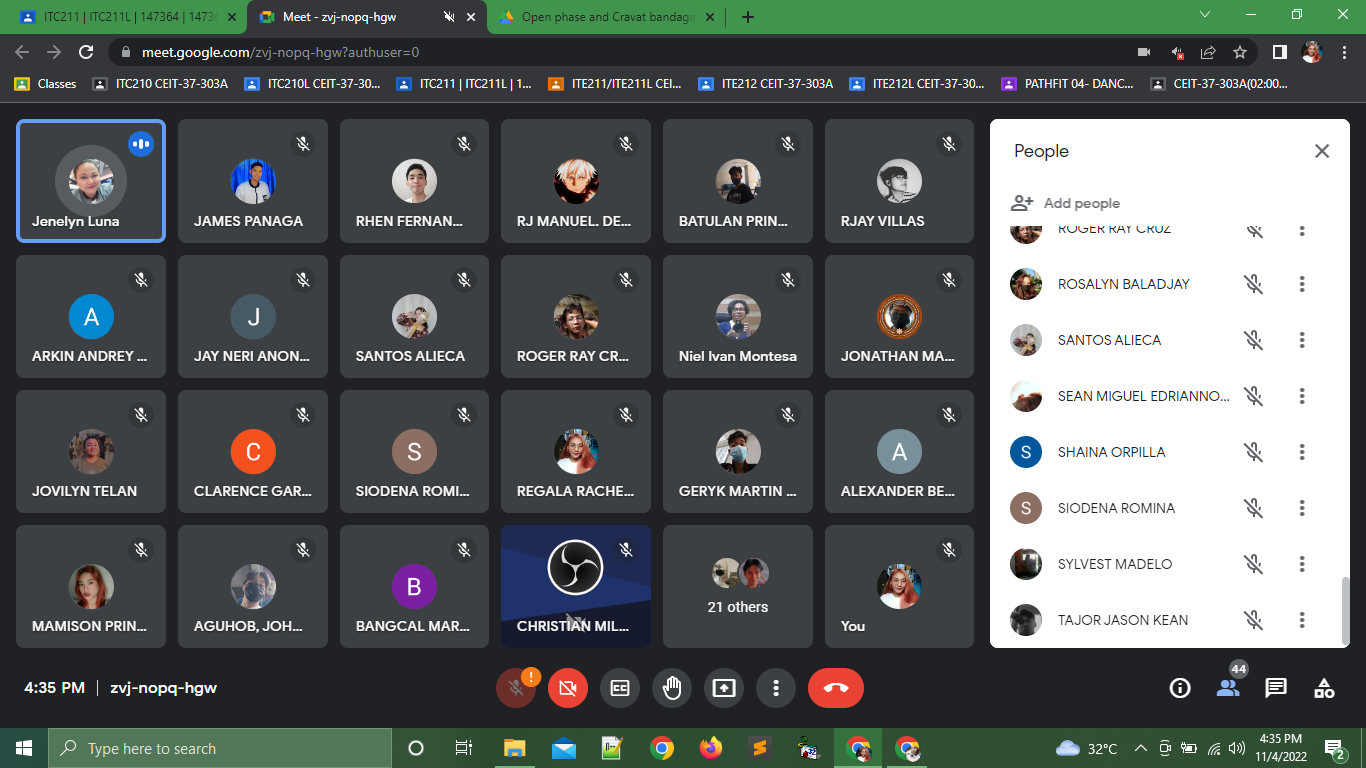 ITC211 | ITC211L | 147364 | 1473
Meet - zvj-nopq-hgw
Open phase and Cravat bandagin
meet.google.com/zvj-nopq-hgw?authuser=0
Classes
ITC210 CEIT-37-303A
ITC210L CEIT-37-30...
ITC211 | ITC211L | 1...
ITE211/ITE211L CEI...
ITE212 CEIT-37-303A
ITE212L CEIT-37-30...
PATHFIT 04- DANC...
CEIT-37-303A(02:00...
Jenelyn Luna
JAMES PANAGA
RHEN FERNAN...
RJ MANUEL. DE...
BATULAN PRIN...
RJAY VILLAS
A
ARKIN ANDREY ...
J
JAY NERI ANON...
SANTOS ALIECA
ROGER RAY CR...
Niel Ivan Montesa
JONATHAN MA...
JOVILYN TELAN
C
CLARENCE GAR...
S
SIODENA ROMI...
REGALA RACHE...
GERYK MARTIN ...
A
ALEXANDER BE...
MAMISON PRIN...
AGUHOB, JOH...
B
BANGCAL MAR...
CHRISTIAN MIL...
21 others
You
People
Add people
ROGER RAY CRUZ
ROSALYN BALADJAY
SANTOS ALIECA
SEAN MIGUEL EDRIANNO...
S
SHAINA ORPILLA
S
SIODENA ROMINA
SYLVEST MADELO
TAJOR JASON KEAN
4:35 PM | zvj-nopq-hgw
!
CC
44
Type here to search
32°C
4:35 PM
11/4/2022
2